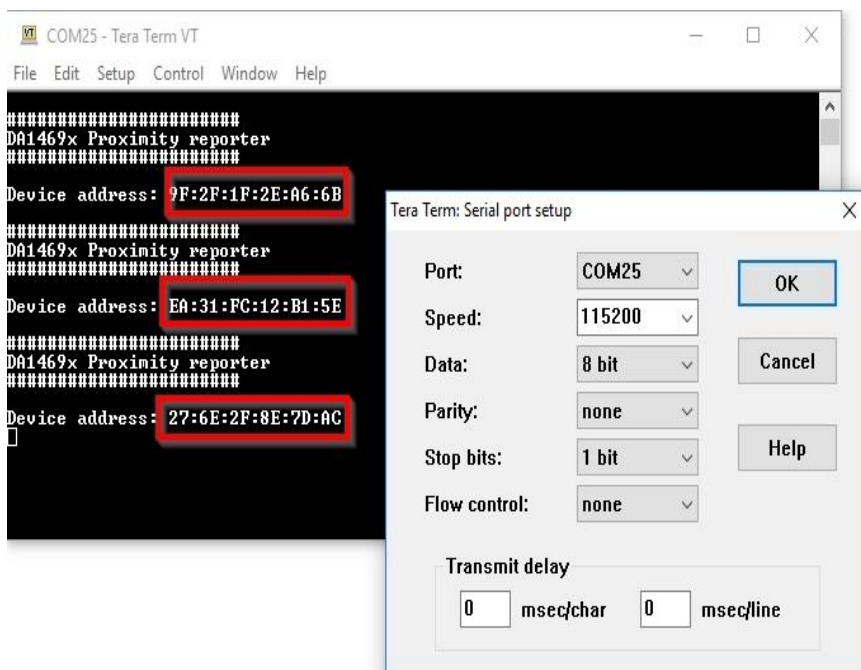 COM25 - Tera Term VT
File Edit Setup Control Window Help
########################
DA1469x Proximity reporter
########################
Device address: 9F:2F:1F:2E:A6:6B
########################
DA1469x Proximity reporter
########################
Device address: EA:31:FC:12:B1:5E
########################
DA1469x Proximity reporter
########################
Device address: 27:6E:2F:8E:7D:AC
Tera Term: Serial port setup
Port: COM25 OK
Speed: 115200
Data: 8 bit Cancel
Parity: none
Stop bits: 1 bit Help
Flow control: none
Transmit delay
0 msec/char 0 msec/line